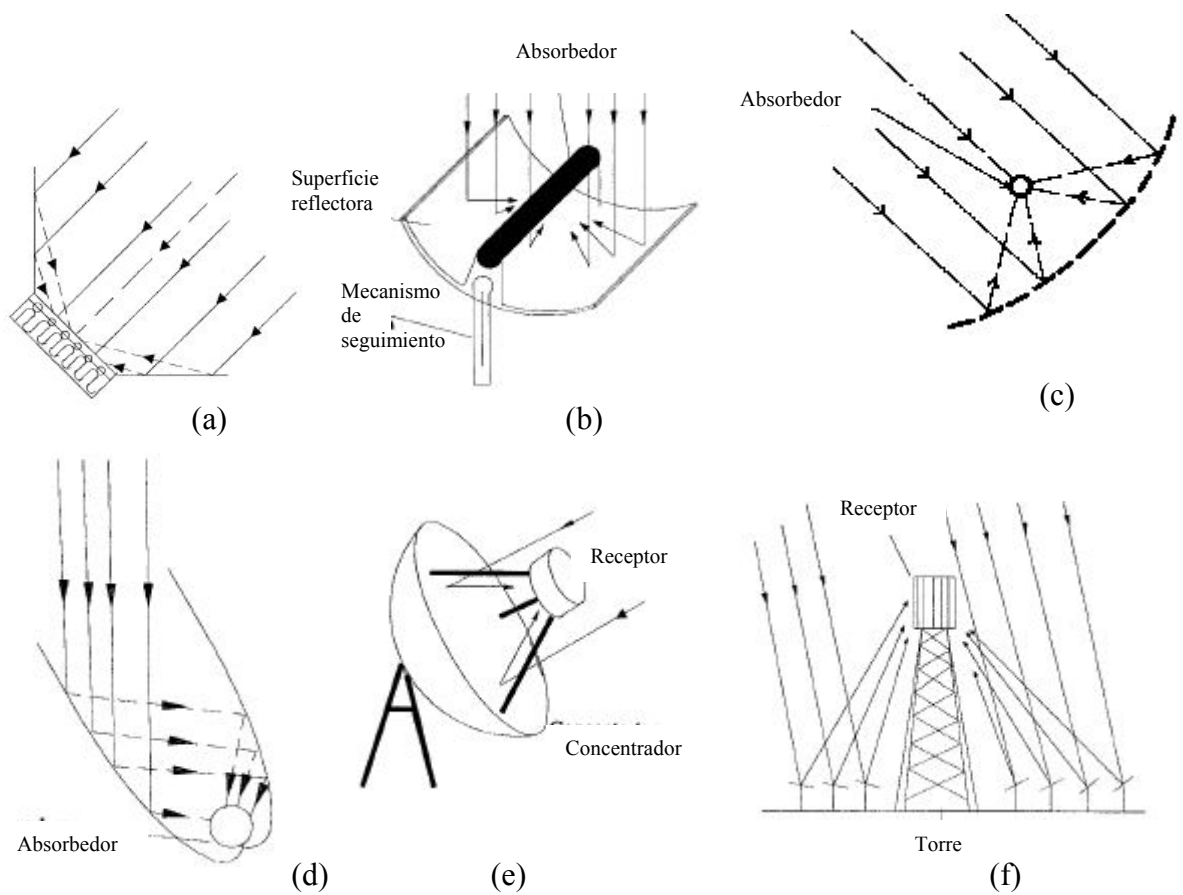 Absorbedor
Absorbedor
Superficie
reflectora
Mecanismo
de
seguimiento
(a)
(b)
(c)
Receptor
Receptor
Concentrador
Absorbedor
Torre
(d)
(e)
(f)